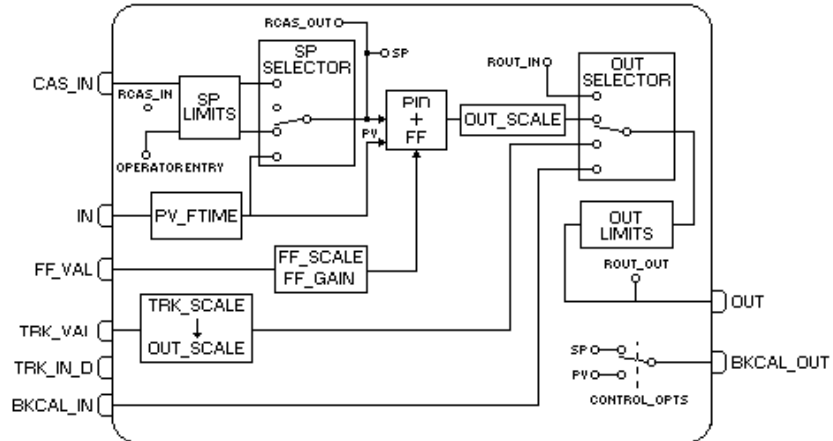 RCAS_OUT
SP
SP
SELECTOR
ROUT_IN
OUT
SELECTOR
CAS_IN
RCAS_IN
SP
LIMITS
PID
+
FF
OUT_SCALE
PV
OPERATOR ENTRY
IN
PV_FTIME
OUT
LIMITS
FF_VAL
FF_SCALE
FF_GAIN
ROUT_OUT
OUT
TRK_VAL
TRK_SCALE
OUT_SCALE
TRK_IN_D
SP
PV
BKCAL_OUT
CONTROL_OPTS
BKCAL_IN